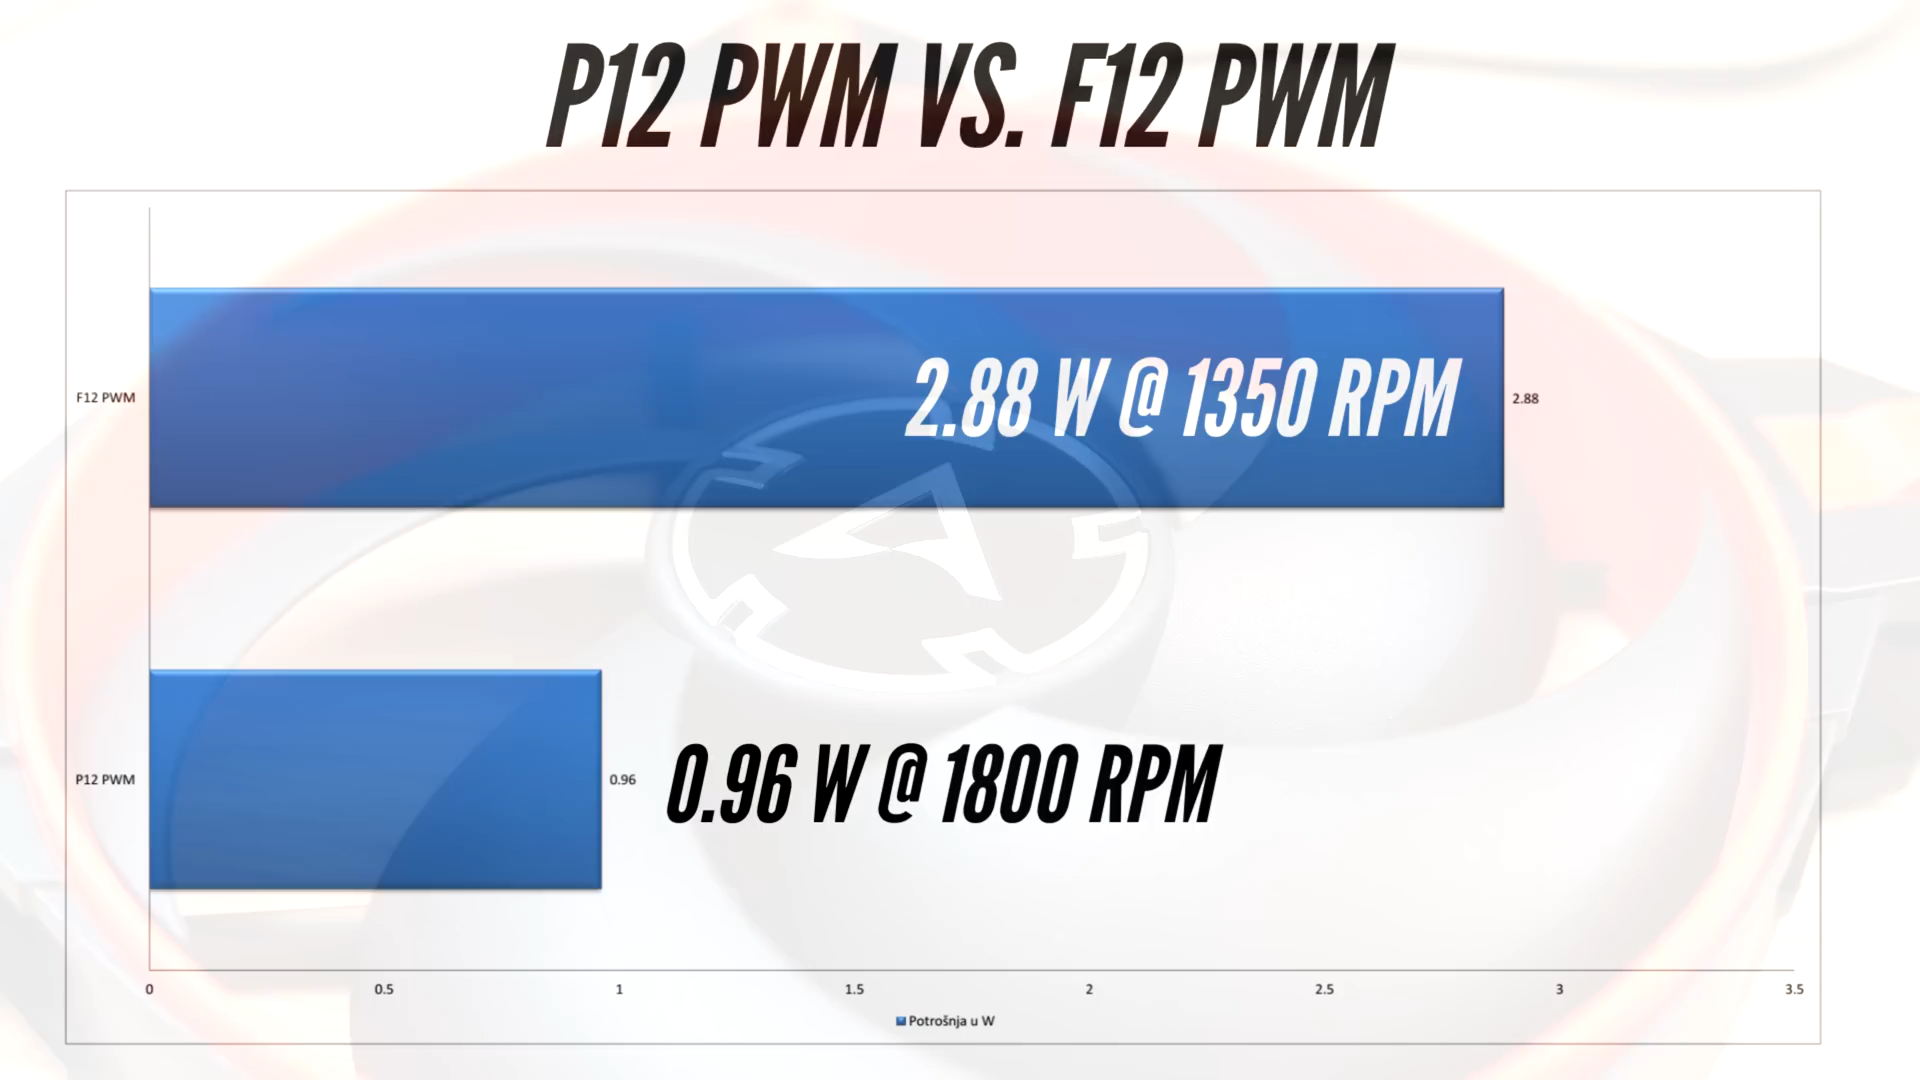 P12 PWM VS. F12 PWM
F12 PWM
2.88 W @ 1350 RPM
2.88
P12 PWM
0.96
0.96 W @ 1800 RPM
0 0.5 1 1.5 2 2.5 3 3.5
Potrošnja u W